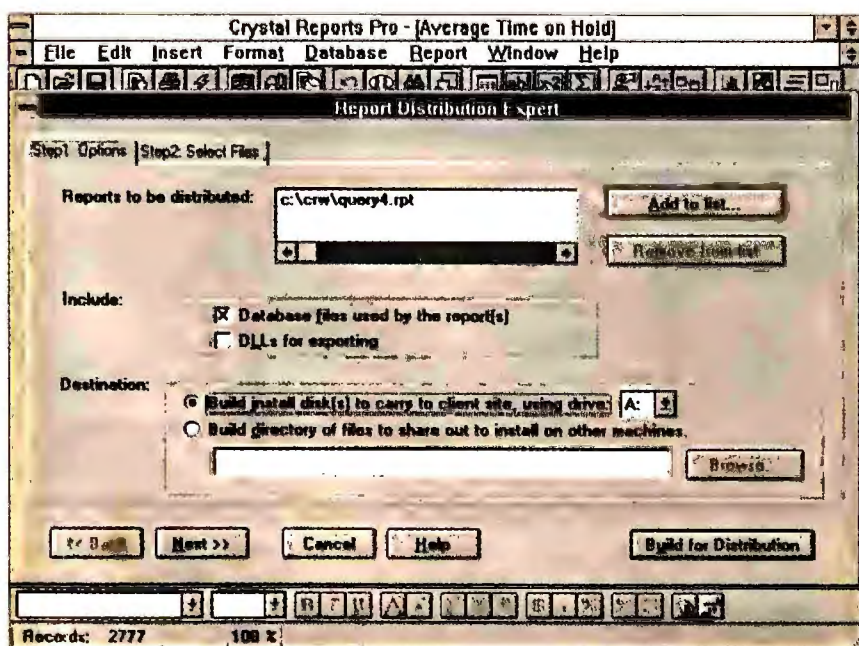 Crystal Reports Pro - [Average Time on Hold]
File Edit Insert Format Database Report Window Help
Report Distribution Expert
Step1: Options Step2: Select Files
Reports to be distributed:
c:\crw\query4.rpt
Add to list...
Remove from list
Include:
Database files used by the report(s)
DLLs for exporting
Destination:
Build install disk(s) to carry to client site, using drive: A:
Build directory of files to share out to install on other machines.
Browse...
<< Back Next >> Cancel Help Build for Distribution
Records: 2777 100 %